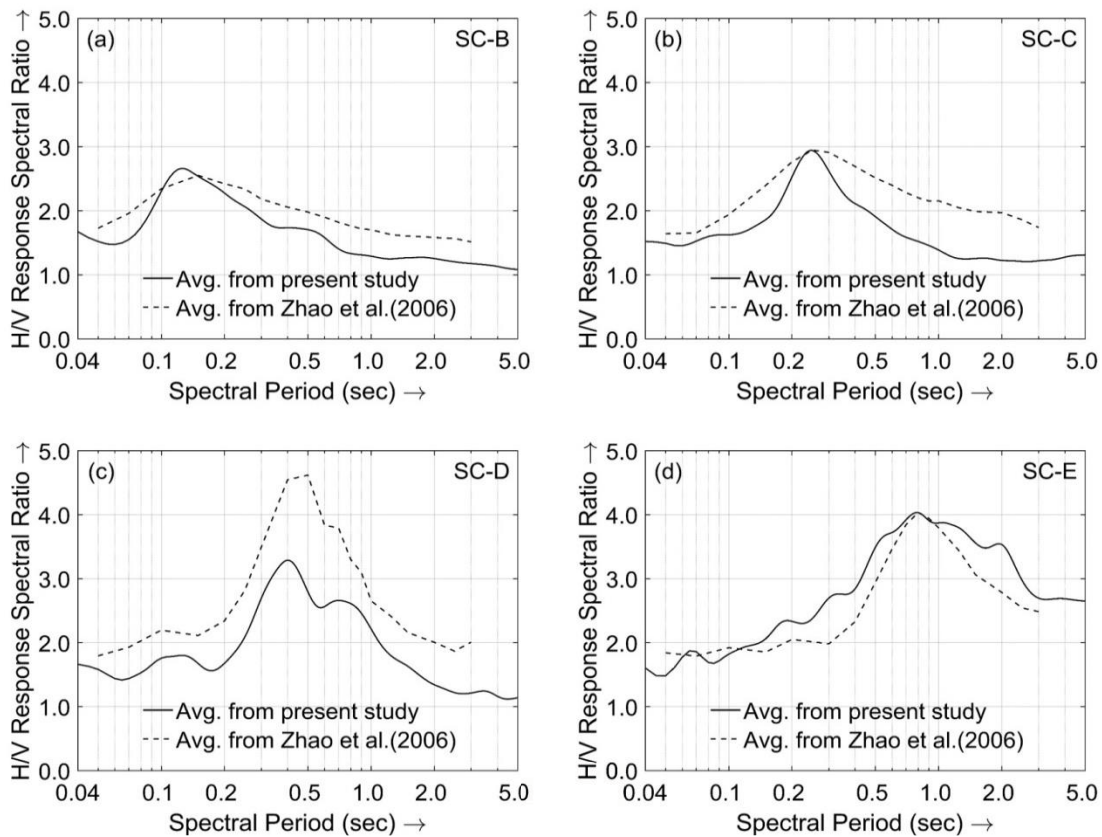 (a) SC-B
H/V Response Spectral Ratio →
5.0
4.0
3.0
2.0
1.0
0.0
Avg. from present study
Avg. from Zhao et al.(2006)
0.04 0.1 0.2 0.5 1.0 2.0 5.0
Spectral Period (sec) →
(b) SC-C
H/V Response Spectral Ratio →
5.0
4.0
3.0
2.0
1.0
0.0
Avg. from present study
Avg. from Zhao et al.(2006)
0.04 0.1 0.2 0.5 1.0 2.0 5.0
Spectral Period (sec) →
(c) SC-D
H/V Response Spectral Ratio →
5.0
4.0
3.0
2.0
1.0
0.0
Avg. from present study
Avg. from Zhao et al.(2006)
0.04 0.1 0.2 0.5 1.0 2.0 5.0
Spectral Period (sec) →
(d) SC-E
H/V Response Spectral Ratio →
5.0
4.0
3.0
2.0
1.0
0.0
Avg. from present study
Avg. from Zhao et al.(2006)
0.04 0.1 0.2 0.5 1.0 2.0 5.0
Spectral Period (sec) →